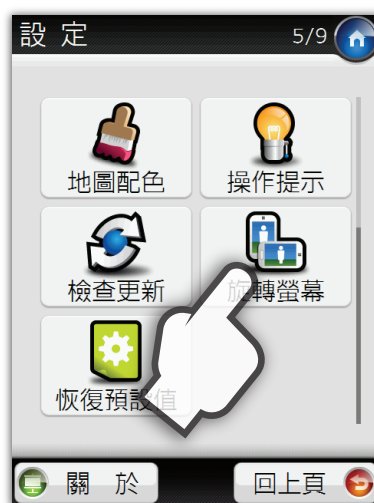 設 定 5/9
地圖配色 操作提示
檢查更新 旋轉螢幕
恢復預設值
關 於 回上頁